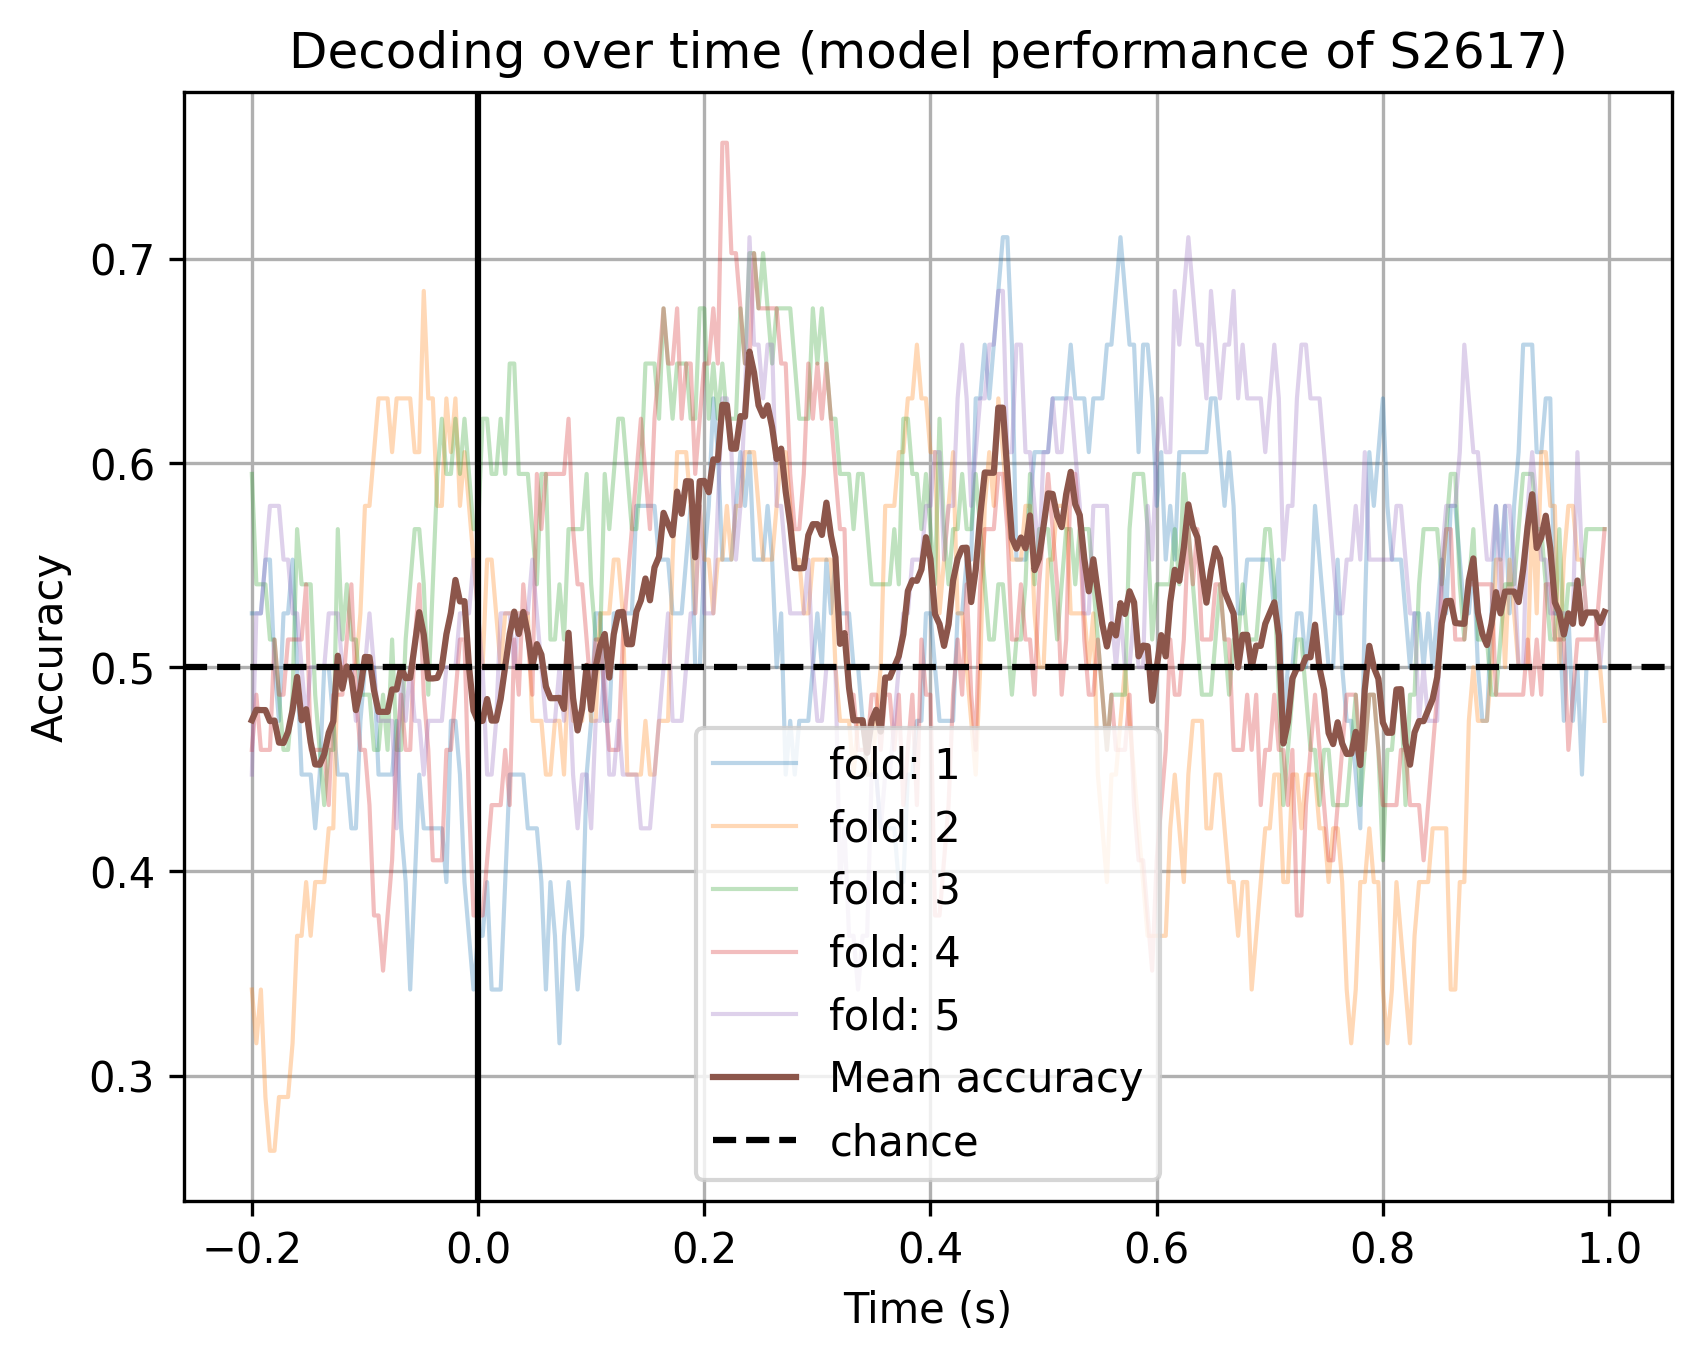 Decoding over time (model performance of S2617)
Accuracy
0.7
0.6
0.5
0.4
0.3
fold: 1
fold: 2
fold: 3
fold: 4
fold: 5
Mean accuracy
chance
−0.2 0.0 0.2 0.4 0.6 0.8 1.0
Time (s)